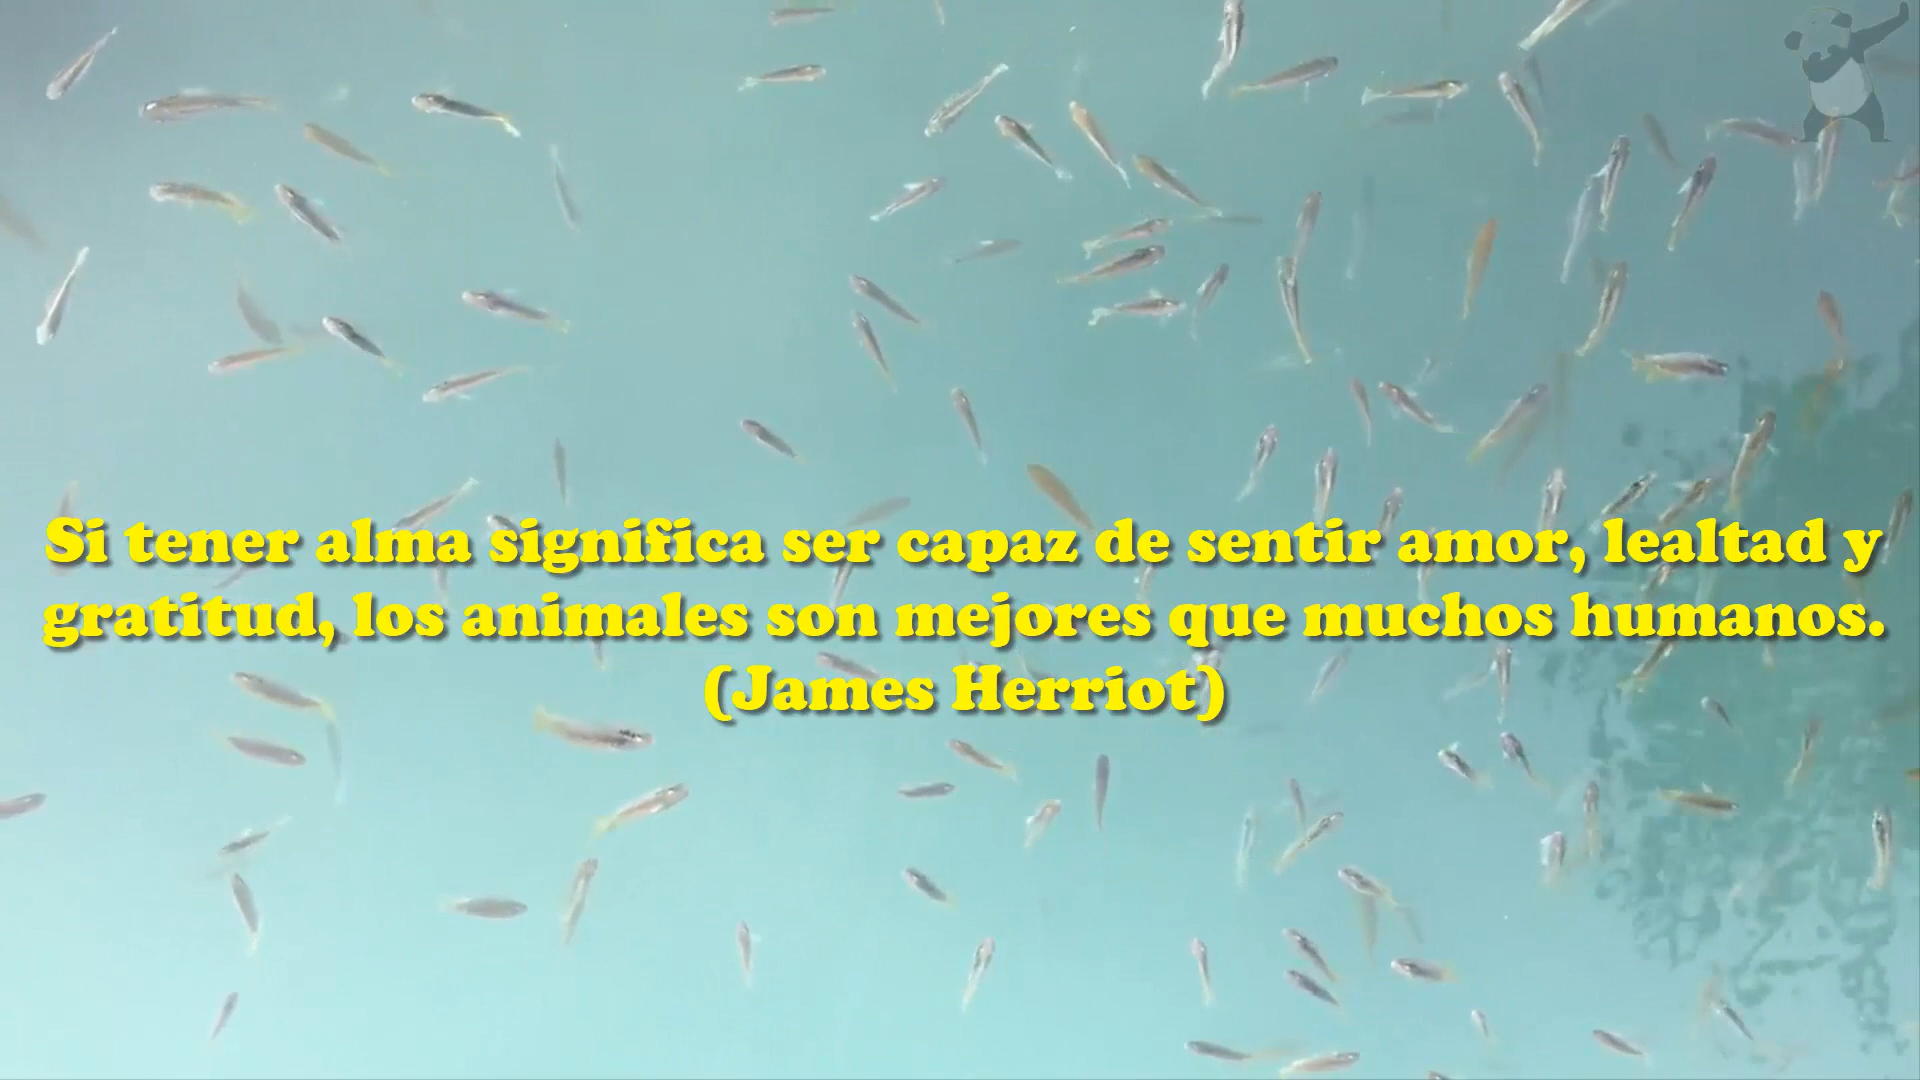 Si tener alma significa ser capaz de sentir amor, lealtad y
gratitud, los animales son mejores que muchos humanos.
(James Herriot)